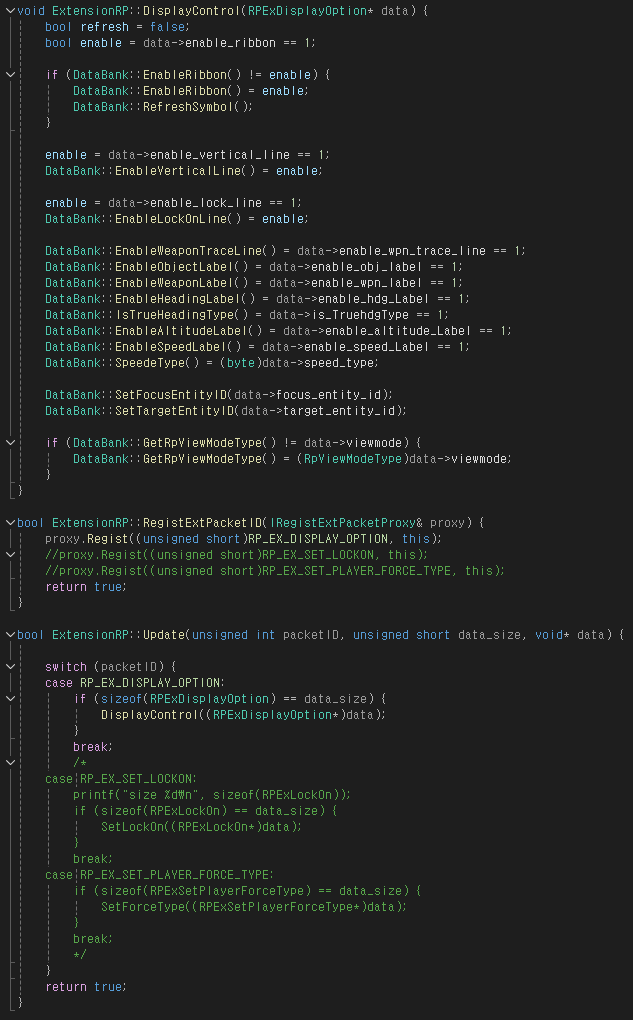 void ExtensionRP::DisplayControl(RPExDisplayOption* data) {
    bool refresh = false;
    bool enable = data->enable_ribbon == 1;

    if (DataBank::EnableRibbon() != enable) {
        DataBank::EnableRibbon() = enable;
        DataBank::RefreshSymbol();
    }

    enable = data->enable_vertical_line == 1;
    DataBank::EnableVerticalLine() = enable;

    enable = data->enable_lock_line == 1;
    DataBank::EnableLockOnLine() = enable;

    DataBank::EnableWeaponTraceLine() = data->enable_wpn_trace_line == 1;
    DataBank::EnableObjectLabel() = data->enable_obj_label == 1;
    DataBank::EnableWeaponLabel() = data->enable_wpn_label == 1;
    DataBank::EnableHeadingLabel() = data->enable_hdg_Label == 1;
    DataBank::IsTrueHeadingType() = data->is_TruehdgType == 1;
    DataBank::EnableAltitudeLabel() = data->enable_altitude_Label == 1;
    DataBank::EnableSpeedLabel() = data->enable_speed_Label == 1;
    DataBank::SpeedeType() = (byte)data->speed_type;

    DataBank::SetFocusEntityID(data->focus_entity_id);
    DataBank::SetTargetEntityID(data->target_entity_id);

    if (DataBank::GetRpViewModeType() != data->viewmode) {
        DataBank::GetRpViewModeType() = (RpViewModeType)data->viewmode;
    }
}

bool ExtensionRP::RegistExtPacketID(IRegistExtPacketProxy& proxy) {
    proxy.Regist((unsigned short)RP_EX_DISPLAY_OPTION, this);
    //proxy.Regist((unsigned short)RP_EX_SET_LOCKON, this);
    //proxy.Regist((unsigned short)RP_EX_SET_PLAYER_FORCE_TYPE, this);
    return true;
}

bool ExtensionRP::Update(unsigned int packetID, unsigned short data_size, void* data) {

    switch (packetID) {
    case RP_EX_DISPLAY_OPTION:
        if (sizeof(RPExDisplayOption) == data_size) {
            DisplayControl((RPExDisplayOption*)data);
        }
        break;
        /*
    case RP_EX_SET_LOCKON:
        printf("size %d₩n", sizeof(RPExLockOn));
        if (sizeof(RPExLockOn) == data_size) {
            SetLockOn((RPExLockOn*)data);
        }
        break;
    case RP_EX_SET_PLAYER_FORCE_TYPE:
        if (sizeof(RPExSetPlayerForceType) == data_size) {
            SetForceType((RPExSetPlayerForceType*)data);
        }
        break;
        */
    }
    return true;
}